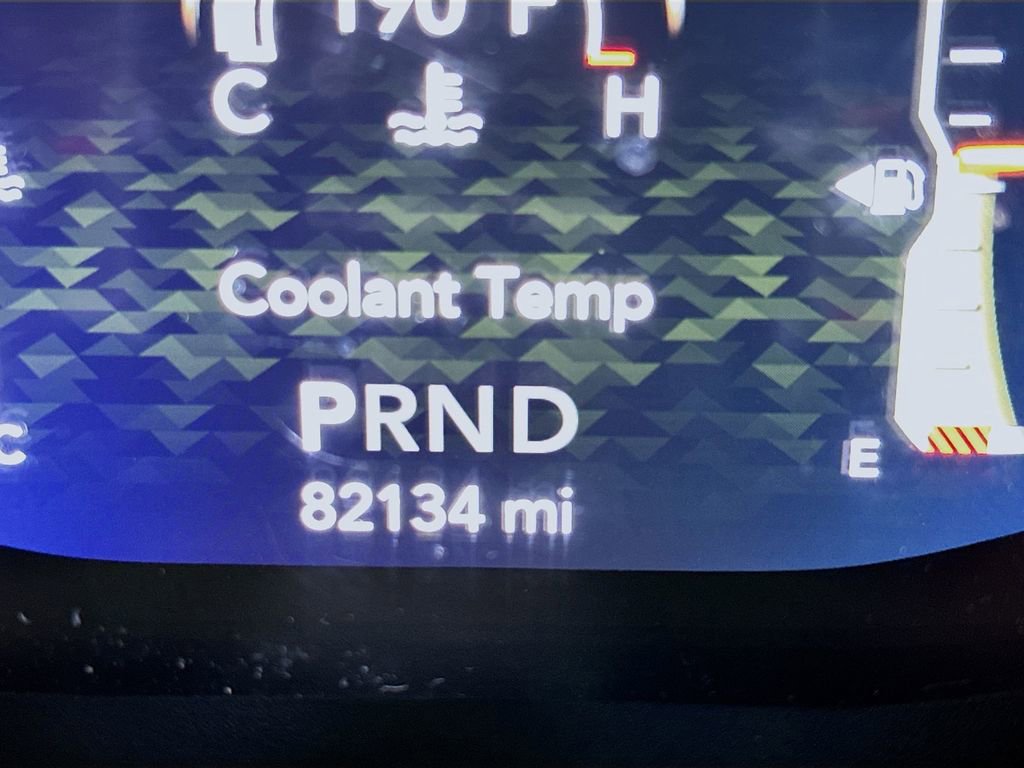 190 F
C H
Coolant Temp
PRND
C E
82134 mi